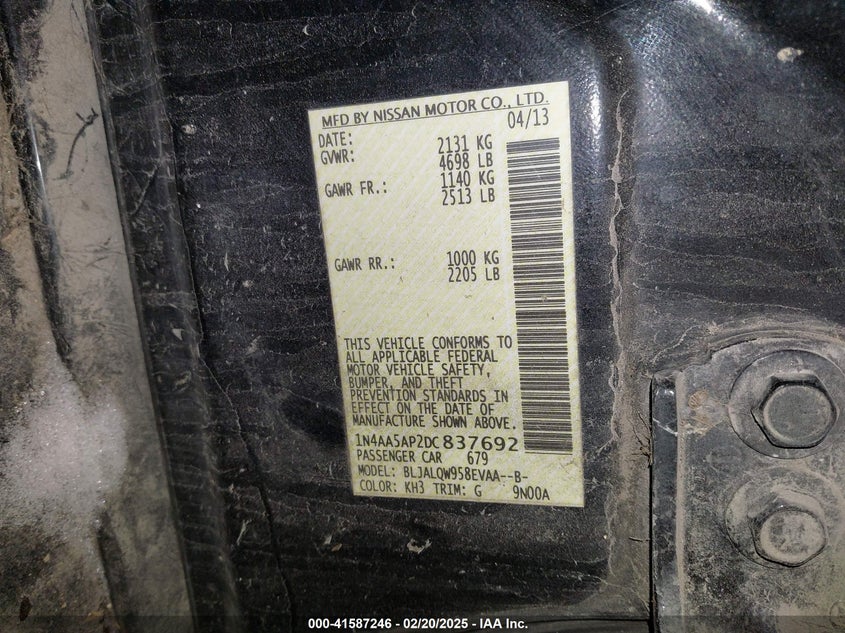 MFD BY NISSAN MOTOR CO., LTD.
DATE: 04/13
GVWR: 2131 KG
4698 LB
GAWR FR.: 1140 KG
2513 LB
GAWR RR.: 1000 KG
2205 LB
THIS VEHICLE CONFORMS TO
ALL APPLICABLE FEDERAL
MOTOR VEHICLE SAFETY,
BUMPER, AND THEFT
PREVENTION STANDARDS IN
EFFECT ON THE DATE OF
MANUFACTURE SHOWN ABOVE.
1N4AA5AP2DC837692
PASSENGER CAR 679
MODEL: BLJALQW958EVAA--B-
COLOR: KH3 TRIM: G 9N00A
000-41587246 - 02/20/2025 - IAA Inc.